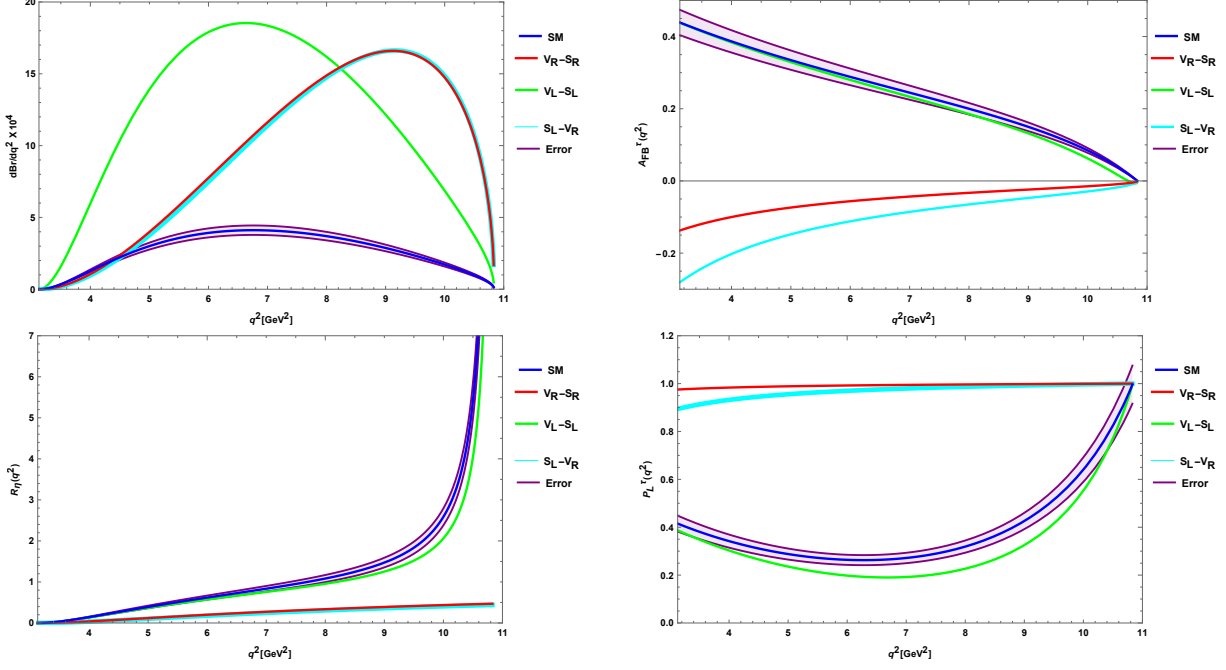 20
15
10
5
0
dBr/dq² X 10⁴
4 5 6 7 8 9 10 11
q² [GeV²]
SM
V_R-S_R
V_L-S_L
S_L-V_R
Error
0.4
0.2
0.0
-0.2
A_FB^τ(q²)
4 5 6 7 8 9 10 11
q² [GeV²]
SM
V_R-S_R
V_L-S_L
S_L-V_R
Error
7
6
5
4
3
2
1
0
R_η(q²)
4 5 6 7 8 9 10 11
q² [GeV²]
SM
V_R-S_R
V_L-S_L
S_L-V_R
Error
1.2
1.0
0.8
0.6
0.4
0.2
0.0
P_L^τ(q²)
4 5 6 7 8 9 10 11
q² [GeV²]
SM
V_R-S_R
V_L-S_L
S_L-V_R
Error